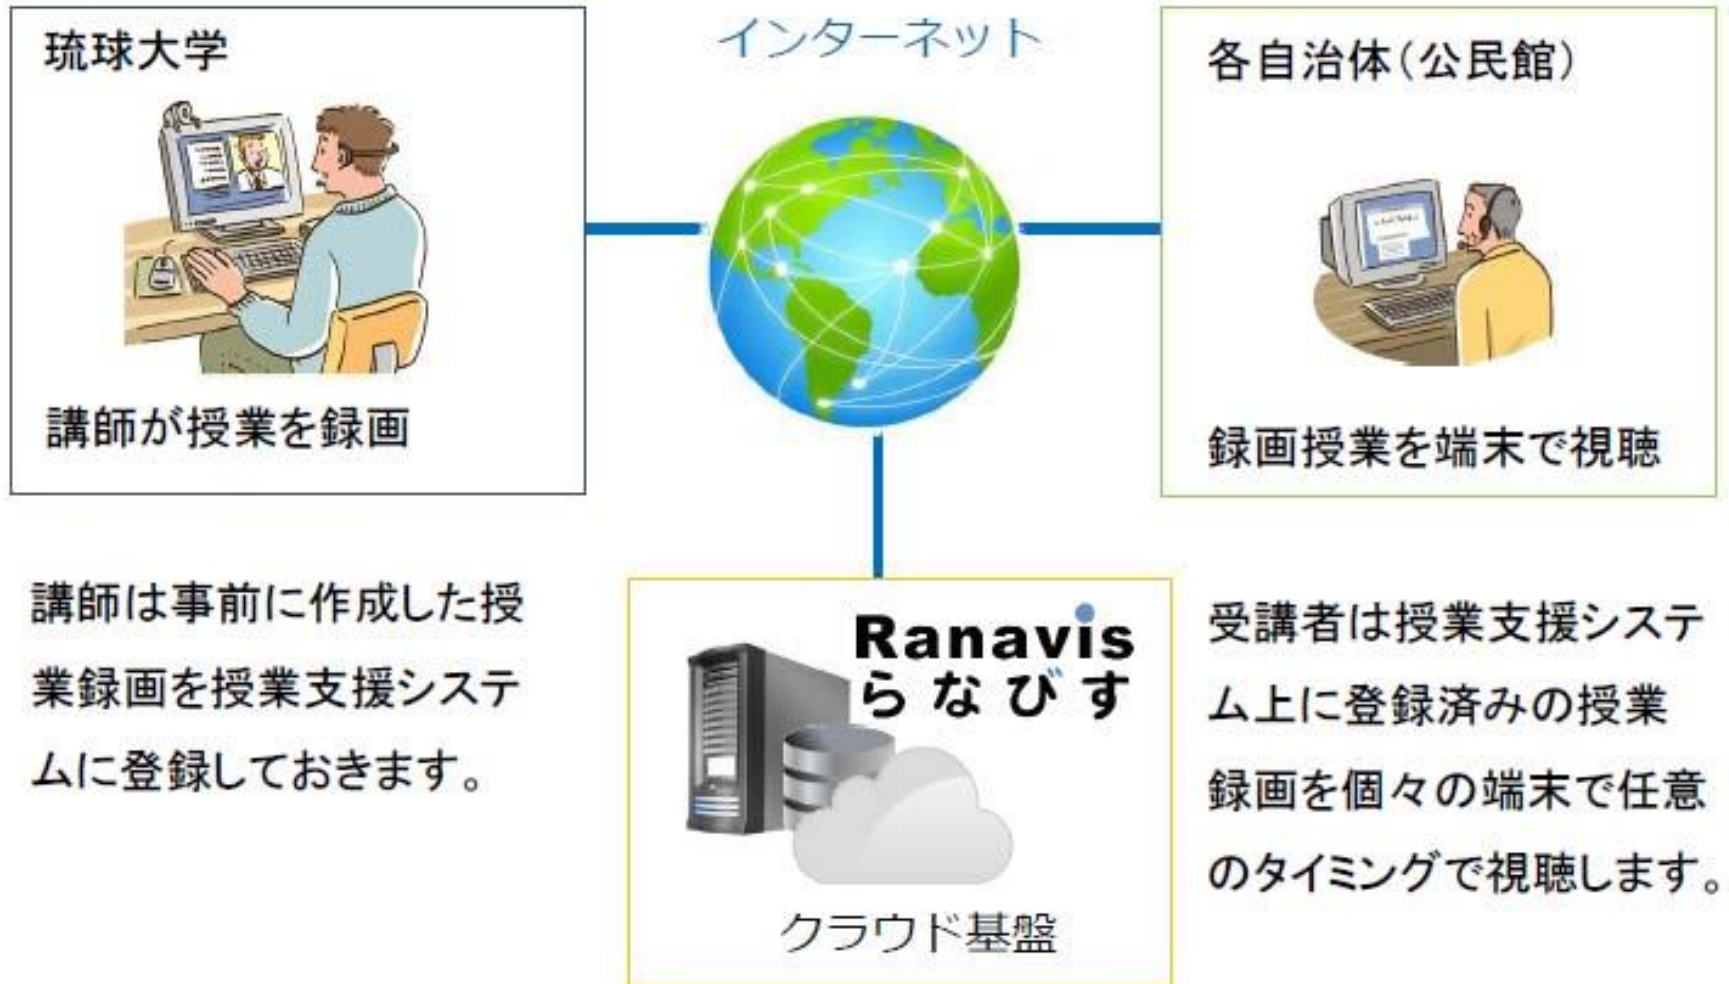 琉球大学
講師が授業を録画
インターネット
各自治体(公民館)
録画授業を端末で視聴
講師は事前に作成した授
業録画を授業支援システ
ムに登録しておきます。
Ranavis
らなびす
クラウド基盤
受講者は授業支援システ
ム上に登録済みの授業
録画を個々の端末で任意
のタイミングで視聴します。